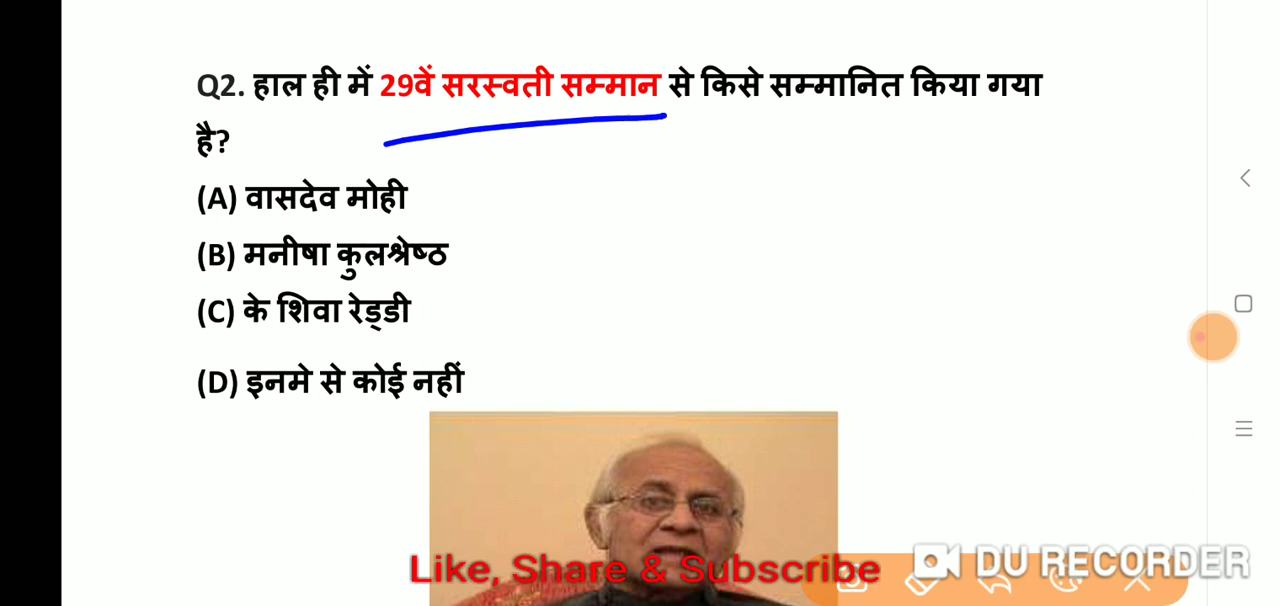 Q2. हाल ही में 29वें सरस्वती सम्मान से किसे सम्मानित किया गया
है?
(A) वासदेव मोही
(B) मनीषा कुलश्रेष्ठ
(C) के शिवा रेड्डी
(D) इनमे से कोई नहीं
Like, Share & Subscribe
DU RECORDER